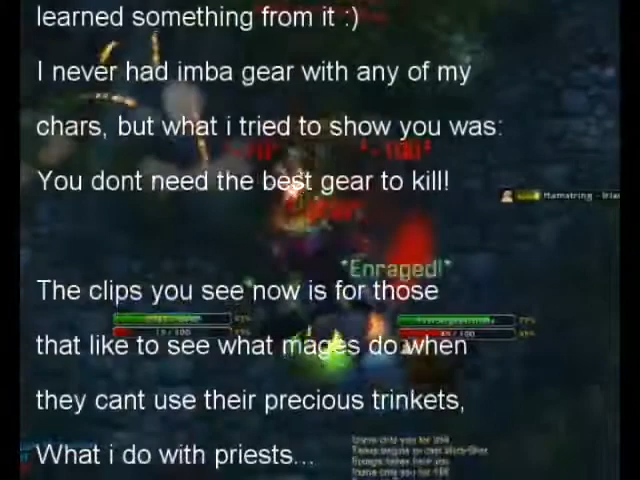 learned something from it :)
I never had imba gear with any of my
chars, but what i tried to show you was:
You dont need the best gear to kill!
Hamstring -
*Enraged!*
The clips you see now is for those
that like to see what mages do when
they cant use their precious trinkets,
What i do with priests...